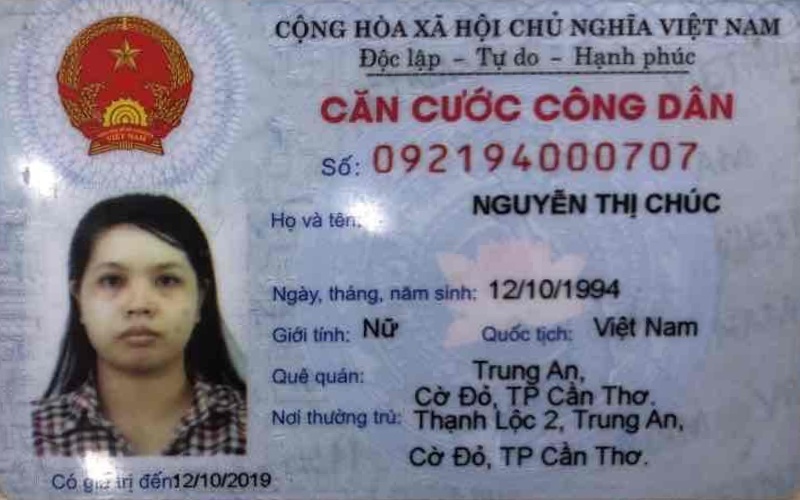 CỘNG HÒA XÃ HỘI CHỦ NGHĨA VIỆT NAM
Độc lập - Tự do - Hạnh phúc
CĂN CƯỚC CÔNG DÂN
Số: 092194000707
Họ và tên: NGUYỄN THỊ CHÚC
Ngày, tháng, năm sinh: 12/10/1994
Giới tính: Nữ Quốc tịch: Việt Nam
Quê quán: Trung An,
Cờ Đỏ, TP Cần Thơ.
Nơi thường trú: Thạnh Lộc 2, Trung An,
Cờ Đỏ, TP Cần Thơ.
Có giá trị đến 12/10/2019